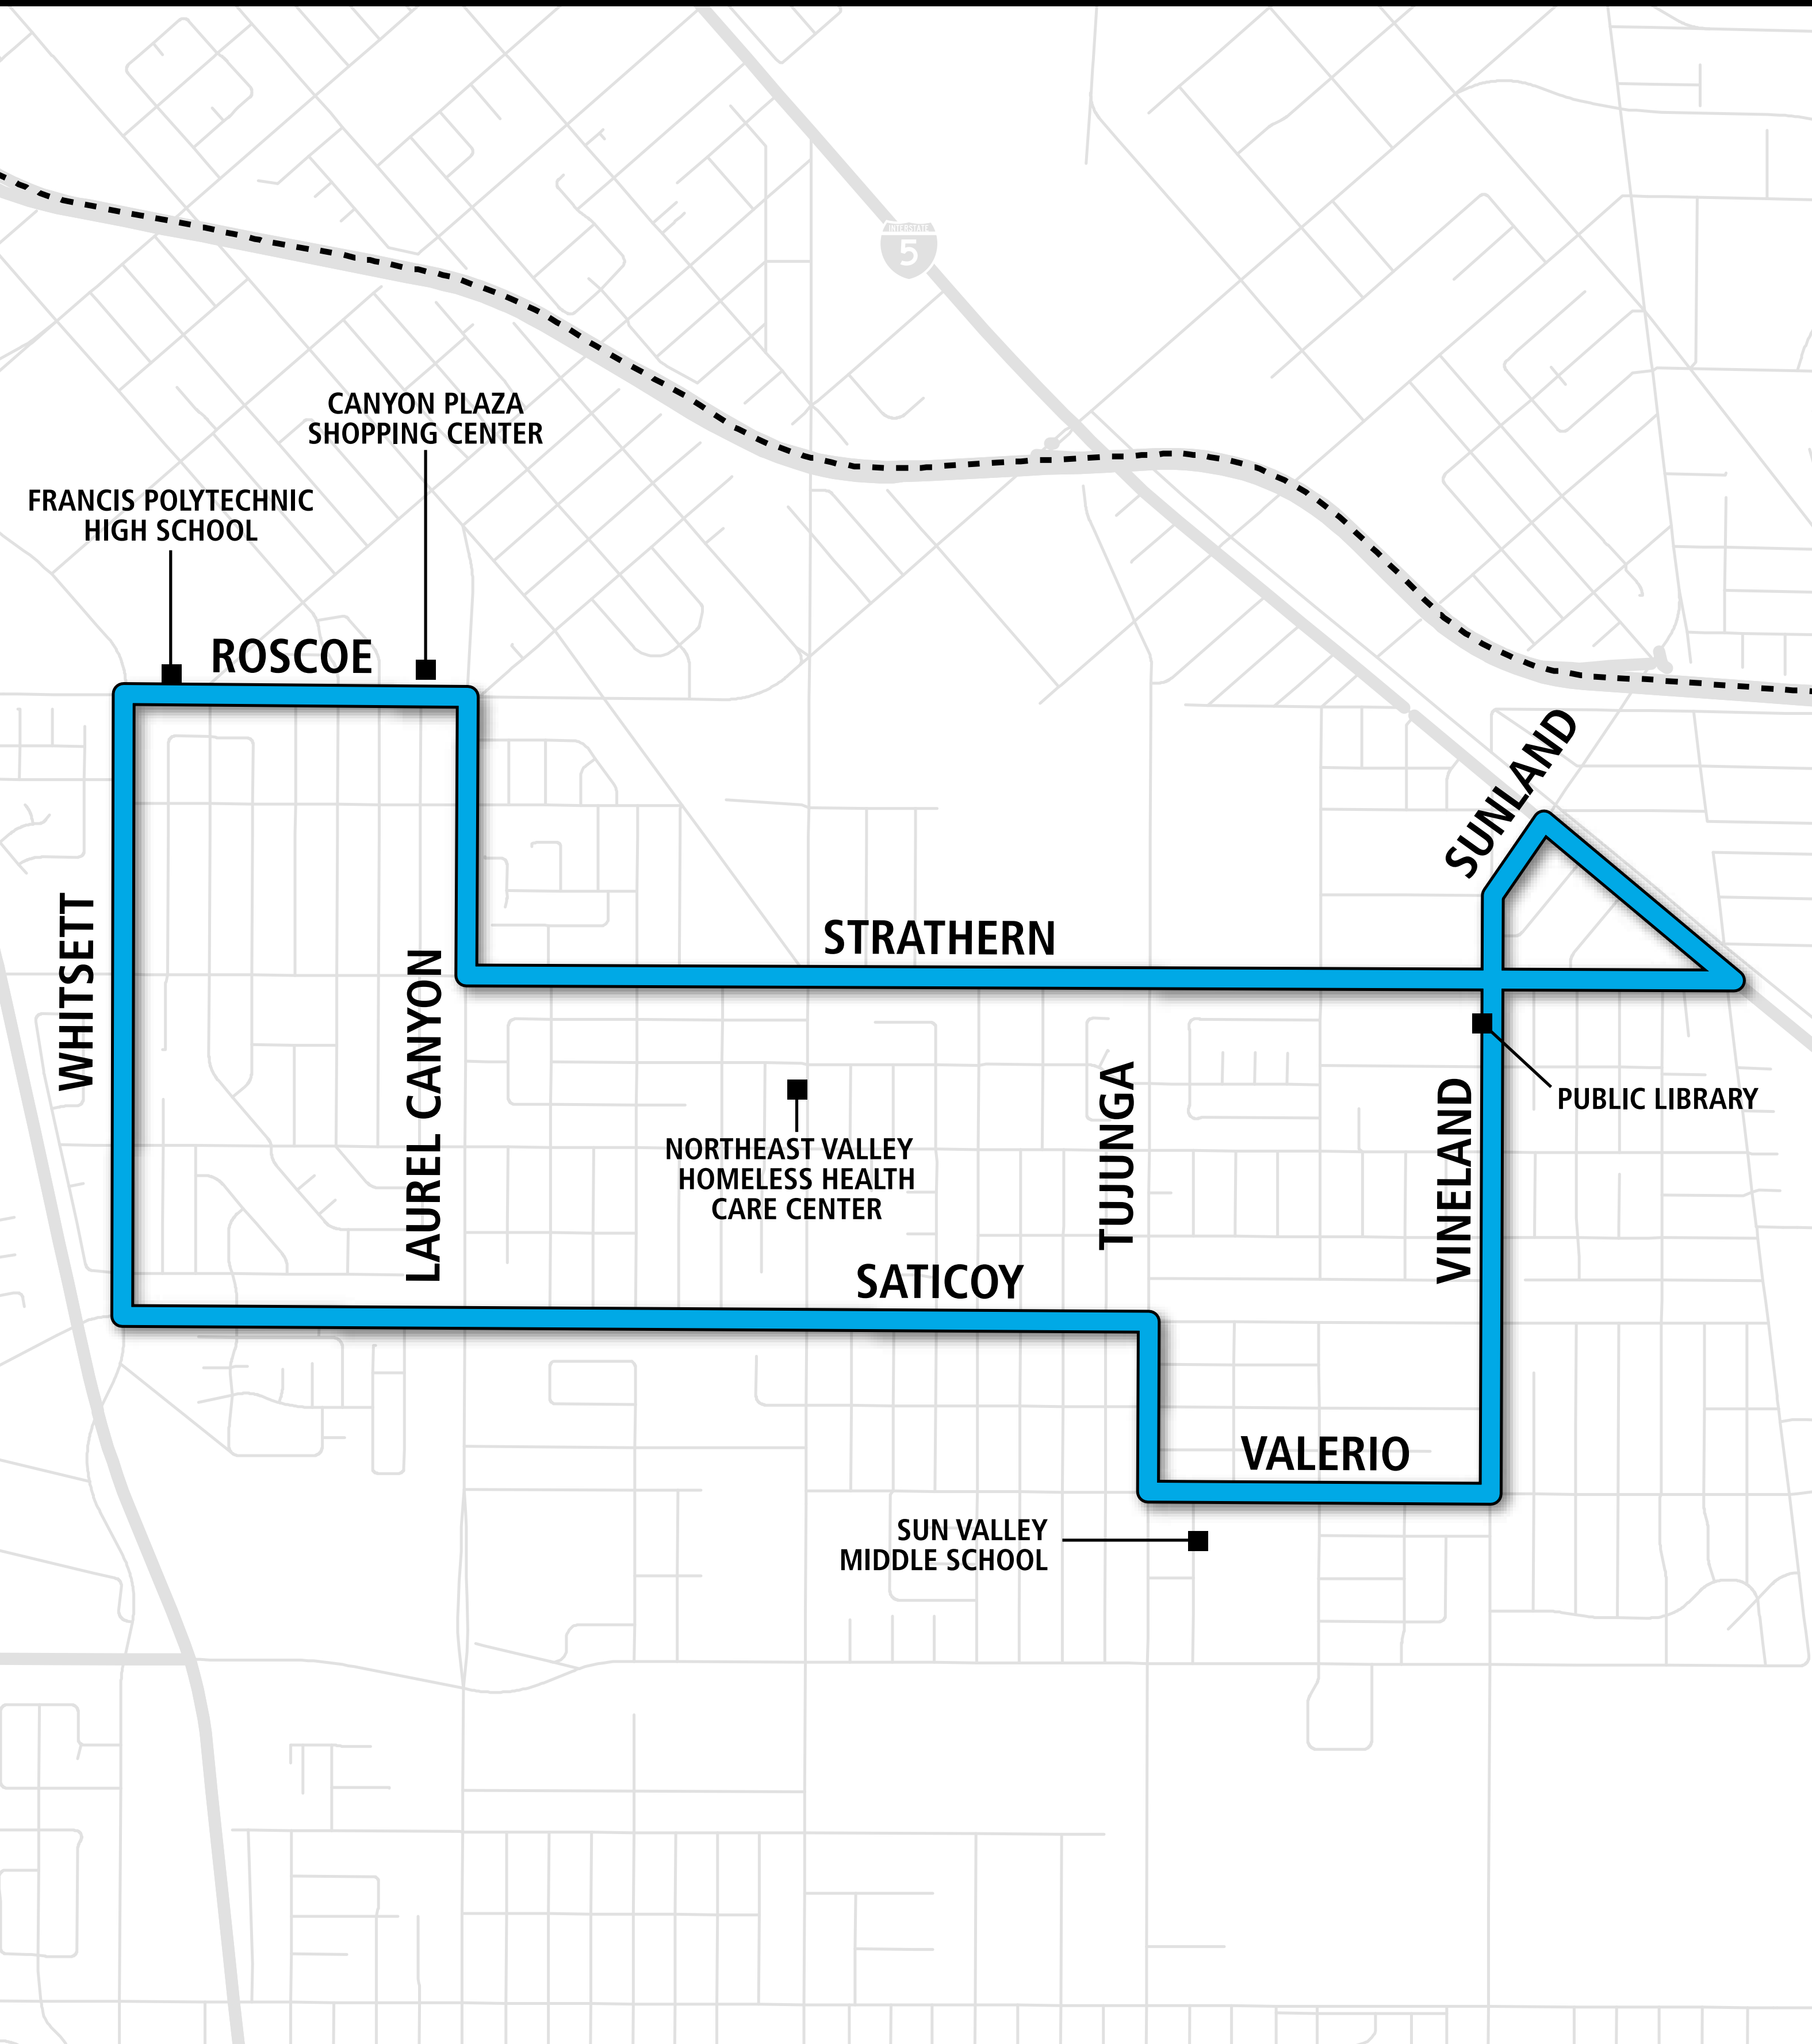 INTERSTATE
5
CANYON PLAZA
SHOPPING CENTER
FRANCIS POLYTECHNIC
HIGH SCHOOL
ROSCOE
SUNLAND
STRATHERN
WHITSETT
LAUREL CANYON
TUJUNGA
VINELAND
PUBLIC LIBRARY
NORTHEAST VALLEY
HOMELESS HEALTH
CARE CENTER
SATICOY
VALERIO
SUN VALLEY
MIDDLE SCHOOL